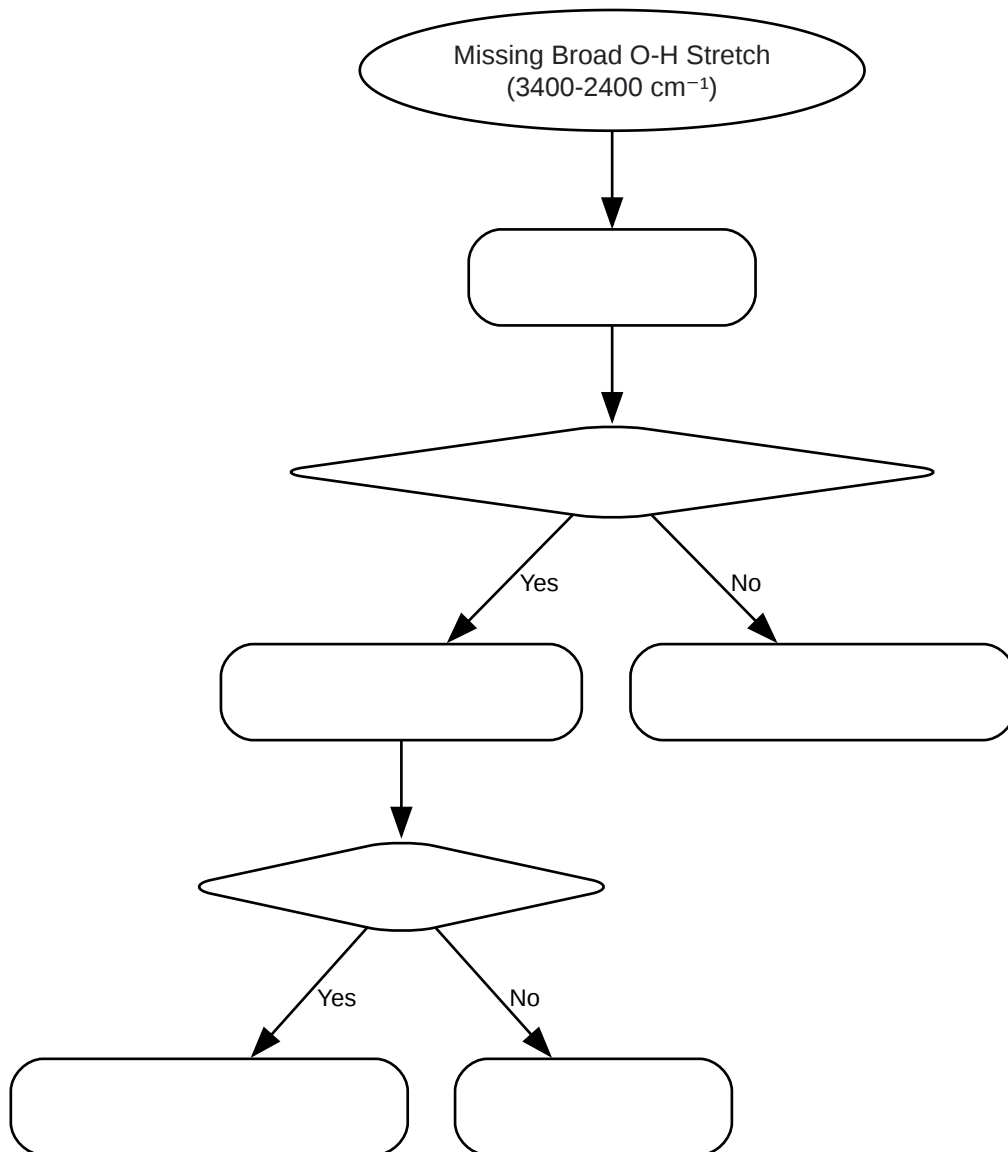 Missing Broad O-H Stretch
(3400-2400 cm⁻¹)
Yes
No
Yes
No